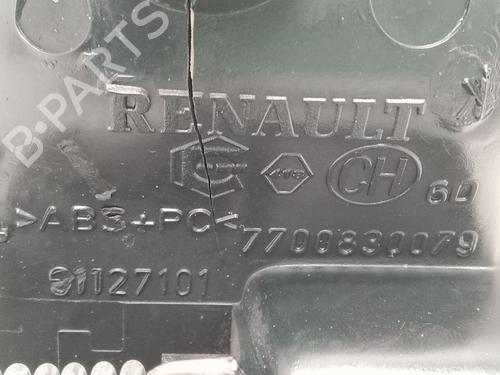 B-PARTS
RENAULT
CH 60
>ABS+PC<
7700830079
91127101